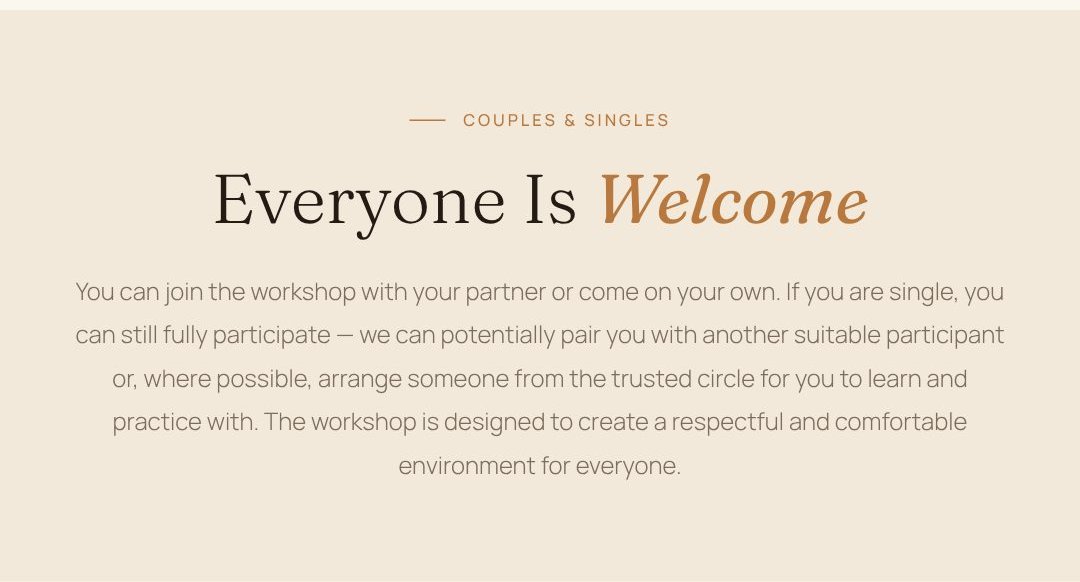 COUPLES & SINGLES
Everyone Is Welcome
You can join the workshop with your partner or come on your own. If you are single, you
can still fully participate — we can potentially pair you with another suitable participant
or, where possible, arrange someone from the trusted circle for you to learn and
practice with. The workshop is designed to create a respectful and comfortable
environment for everyone.